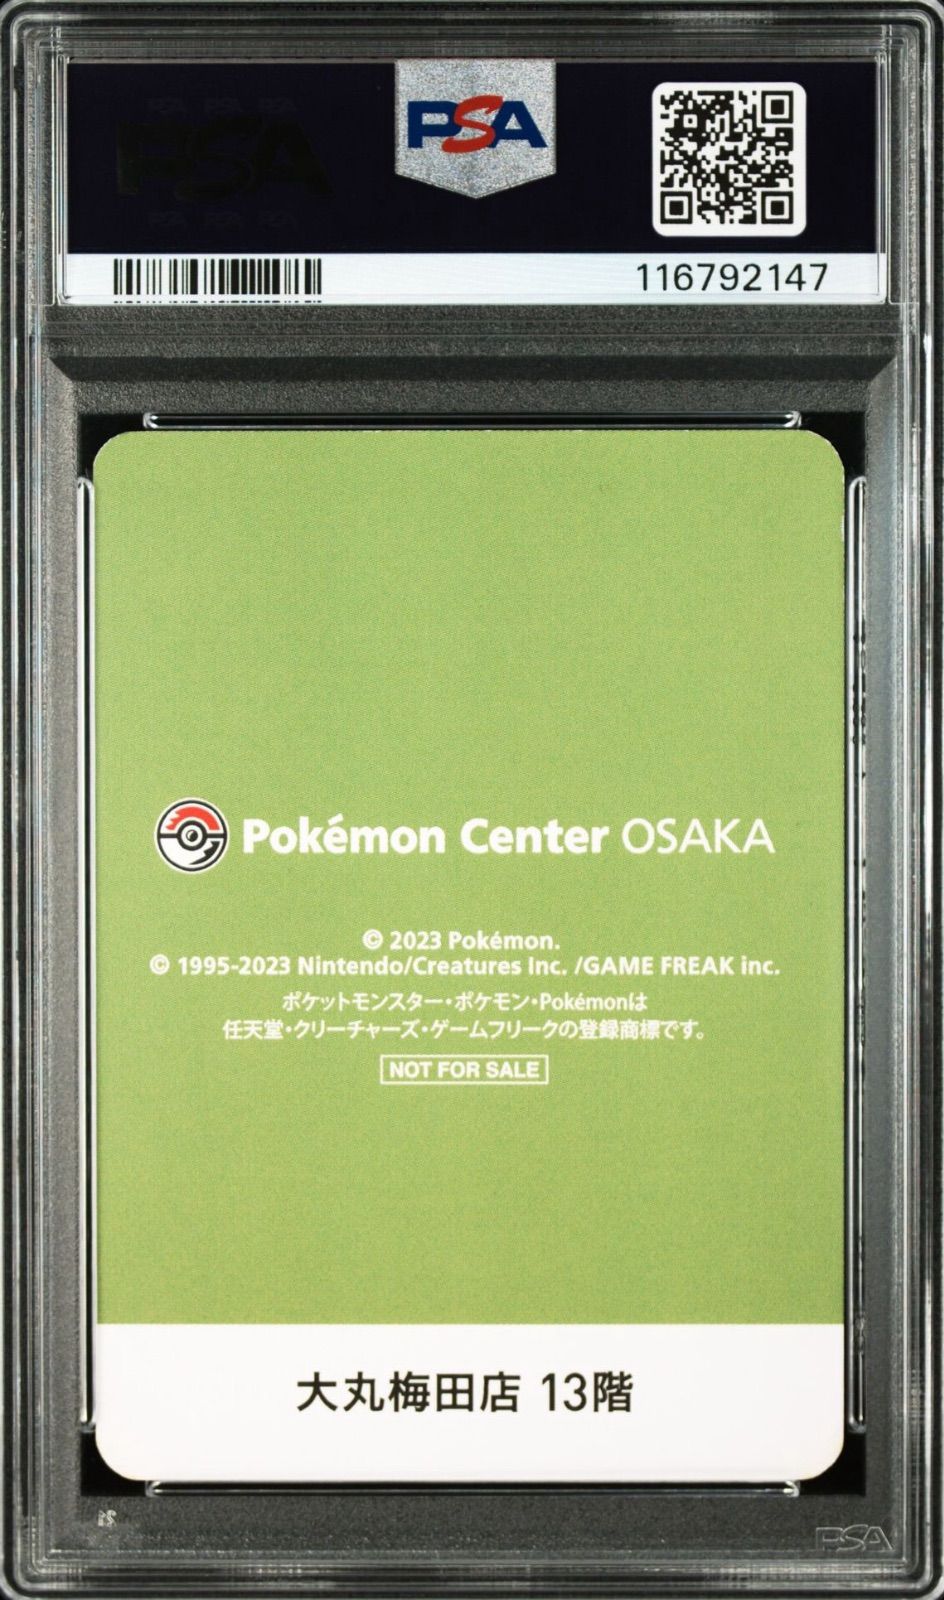 PSA
116792147
Pokémon Center OSAKA
© 2023 Pokémon.
© 1995-2023 Nintendo/Creatures Inc. /GAME FREAK inc.
ポケットモンスター・ポケモン・Pokémonは
任天堂・クリーチャーズ・ゲームフリークの登録商標です。
NOT FOR SALE
大丸梅田店 13階
PSA